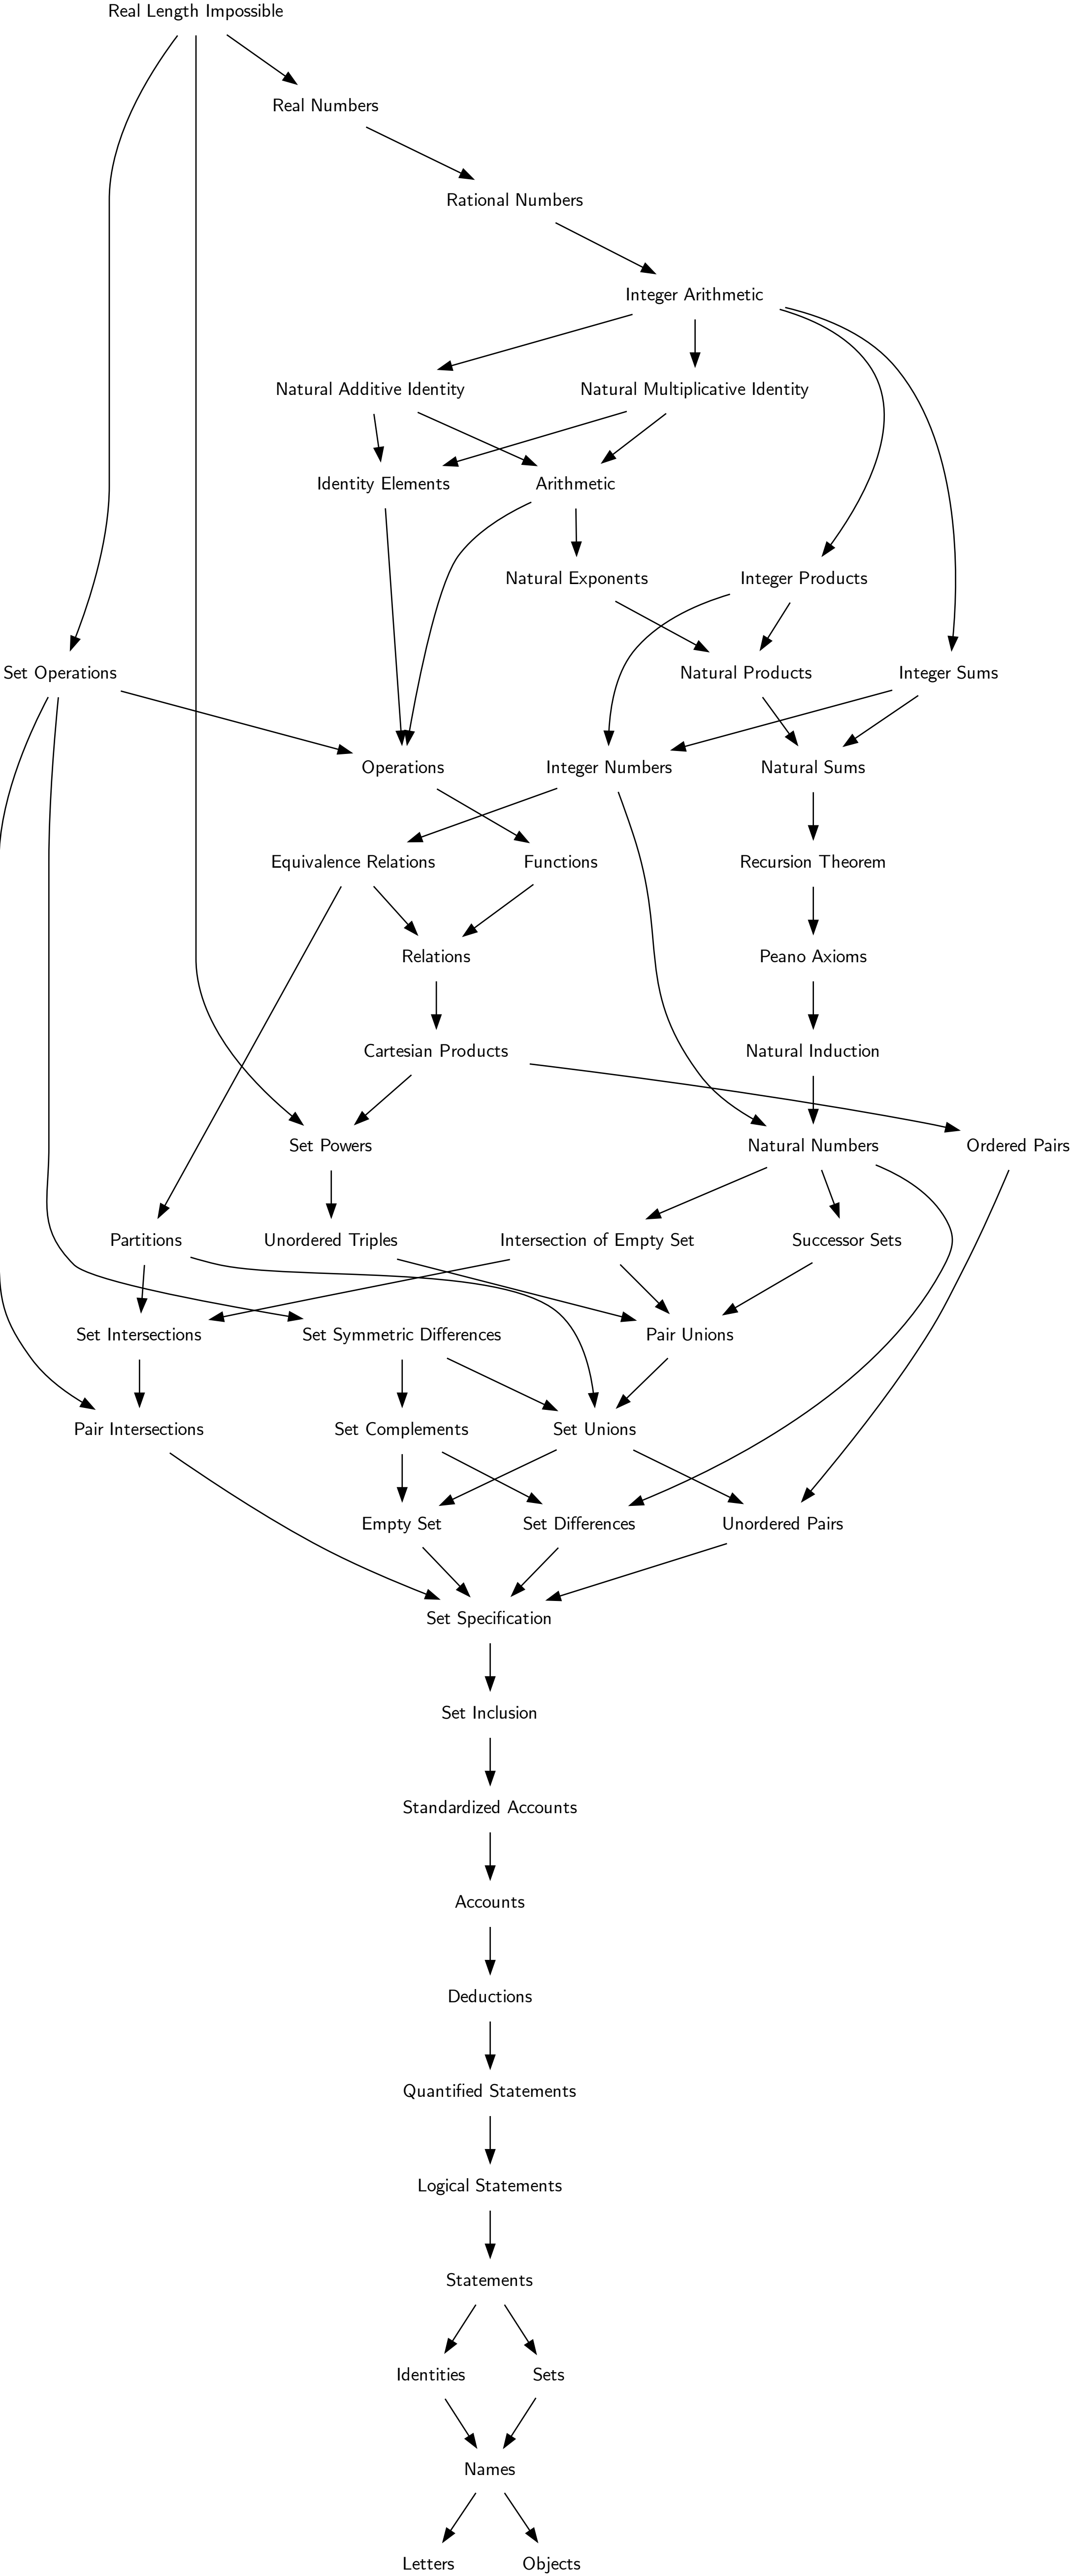 Real Length Impossible
Real Numbers
Rational Numbers
Integer Arithmetic
Natural Additive Identity
Natural Multiplicative Identity
Identity Elements
Arithmetic
Natural Exponents
Integer Products
Set Operations
Natural Products
Integer Sums
Operations
Integer Numbers
Natural Sums
Equivalence Relations
Functions
Recursion Theorem
Relations
Peano Axioms
Cartesian Products
Natural Induction
Set Powers
Natural Numbers
Ordered Pairs
Partitions
Unordered Triples
Intersection of Empty Set
Successor Sets
Set Intersections
Set Symmetric Differences
Pair Unions
Pair Intersections
Set Complements
Set Unions
Empty Set
Set Differences
Unordered Pairs
Set Specification
Set Inclusion
Standardized Accounts
Accounts
Deductions
Quantified Statements
Logical Statements
Statements
Identities
Sets
Names
Letters
Objects